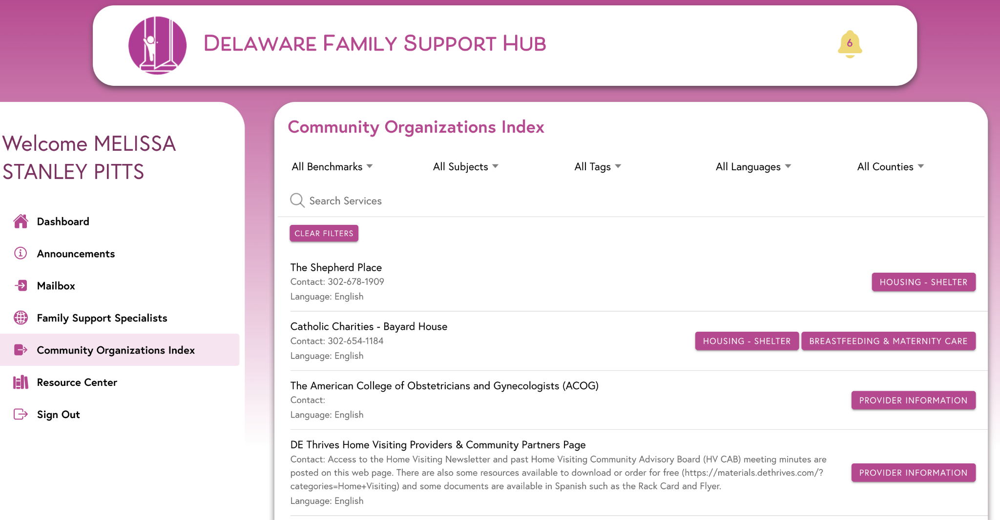 DELAWARE FAMILY SUPPORT HUB
6
Welcome MELISSA
STANLEY PITTS
Dashboard
Announcements
Mailbox
Family Support Specialists
Community Organizations Index
Resource Center
Sign Out
Community Organizations Index
All Benchmarks
All Subjects
All Tags
All Languages
All Counties
Search Services
CLEAR FILTERS
The Shepherd Place
Contact: 302-678-1909
Language: English
HOUSING - SHELTER
Catholic Charities - Bayard House
Contact: 302-654-1184
Language: English
HOUSING - SHELTER
BREASTFEEDING & MATERNITY CARE
The American College of Obstetricians and Gynecologists (ACOG)
Contact:
Language: English
PROVIDER INFORMATION
DE Thrives Home Visiting Providers & Community Partners Page
Contact: Access to the Home Visiting Newsletter and past Home Visiting Community Advisory Board (HV CAB) meeting minutes are
posted on this web page. There are also some resources available to download or order for free (https://materials.dethrives.com/?
categories=Home+Visiting) and some documents are available in Spanish such as the Rack Card and Flyer.
Language: English
PROVIDER INFORMATION